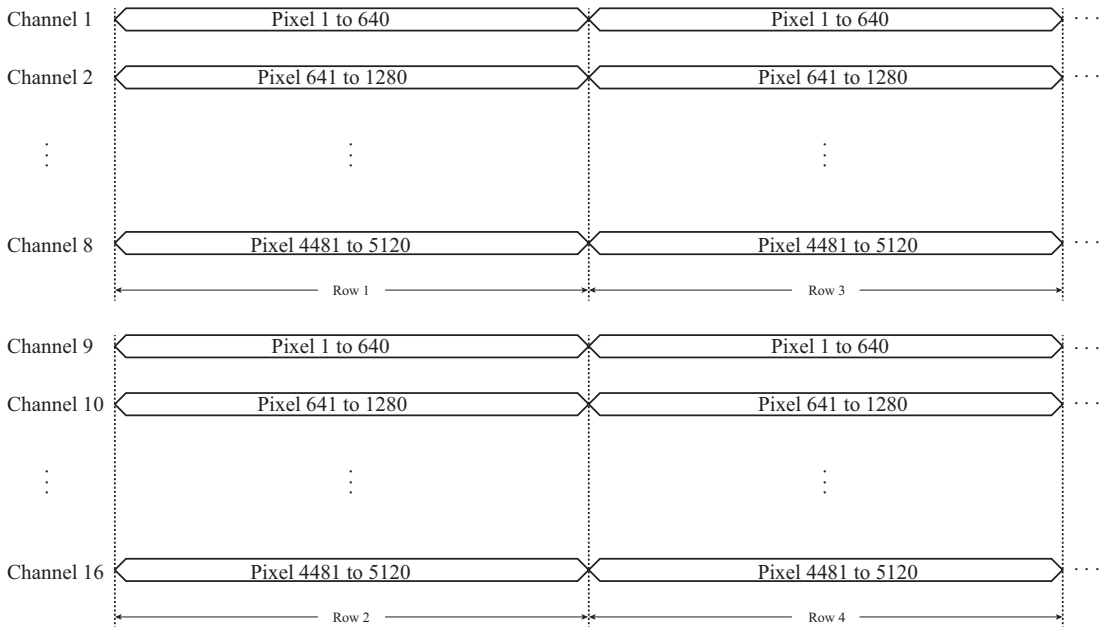 Channel 1 Pixel 1 to 640 Pixel 1 to 640 . . .
Channel 2 Pixel 641 to 1280 Pixel 641 to 1280 . . .
Channel 8 Pixel 4481 to 5120 Pixel 4481 to 5120 . . .
Row 1 Row 3
Channel 9 Pixel 1 to 640 Pixel 1 to 640 . . .
Channel 10 Pixel 641 to 1280 Pixel 641 to 1280 . . .
Channel 16 Pixel 4481 to 5120 Pixel 4481 to 5120 . . .
Row 2 Row 4